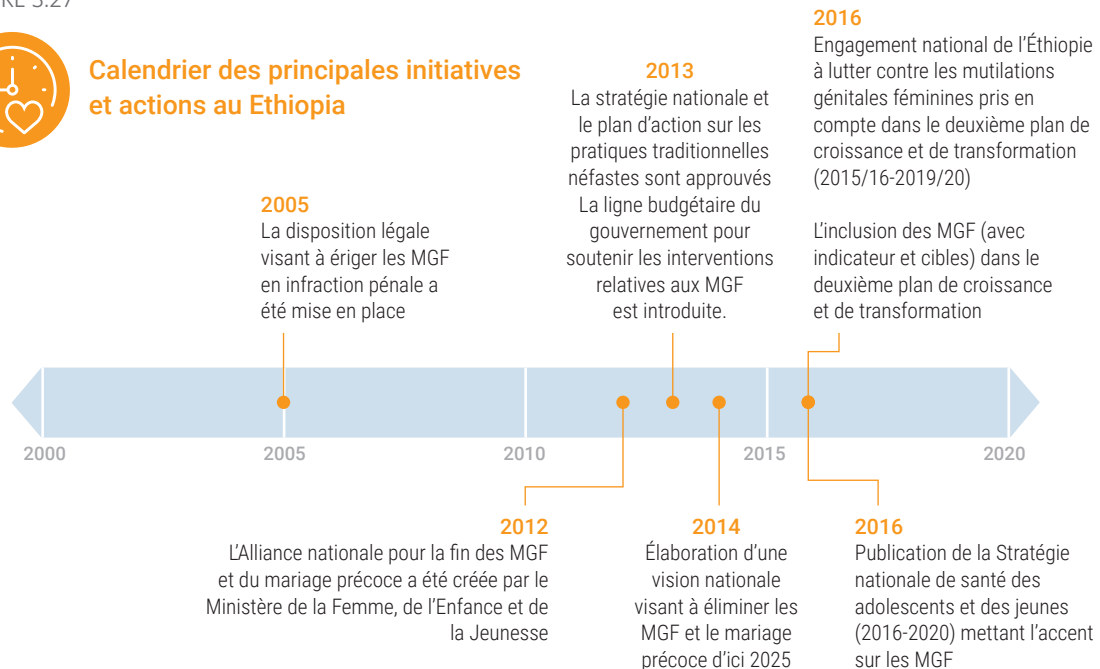 3.27
Calendrier des principales initiatives
et actions au Ethiopia
2005
La disposition légale
visant à ériger les MGF
en infraction pénale a
été mise en place
2013
La stratégie nationale et
le plan d'action sur les
pratiques traditionnelles
néfastes sont approuvés
La ligne budgétaire du
gouvernement pour
soutenir les interventions
relatives aux MGF
est introduite.
2016
Engagement national de l'Éthiopie
à lutter contre les mutilations
génitales féminines pris en
compte dans le deuxième plan de
croissance et de transformation
(2015/16-2019/20)
L'inclusion des MGF (avec
indicateur et cibles) dans le
deuxième plan de croissance
et de transformation
2000
2005
2010
2015
2020
2012
L'Alliance nationale pour la fin des MGF
et du mariage précoce a été créée par le
Ministère de la Femme, de l'Enfance et de
la Jeunesse
2014
Élaboration d'une
vision nationale
visant à éliminer les
MGF et le mariage
précoce d'ici 2025
2016
Publication de la Stratégie
nationale de santé des
adolescents et des jeunes
(2016-2020) mettant l'accent
sur les MGF